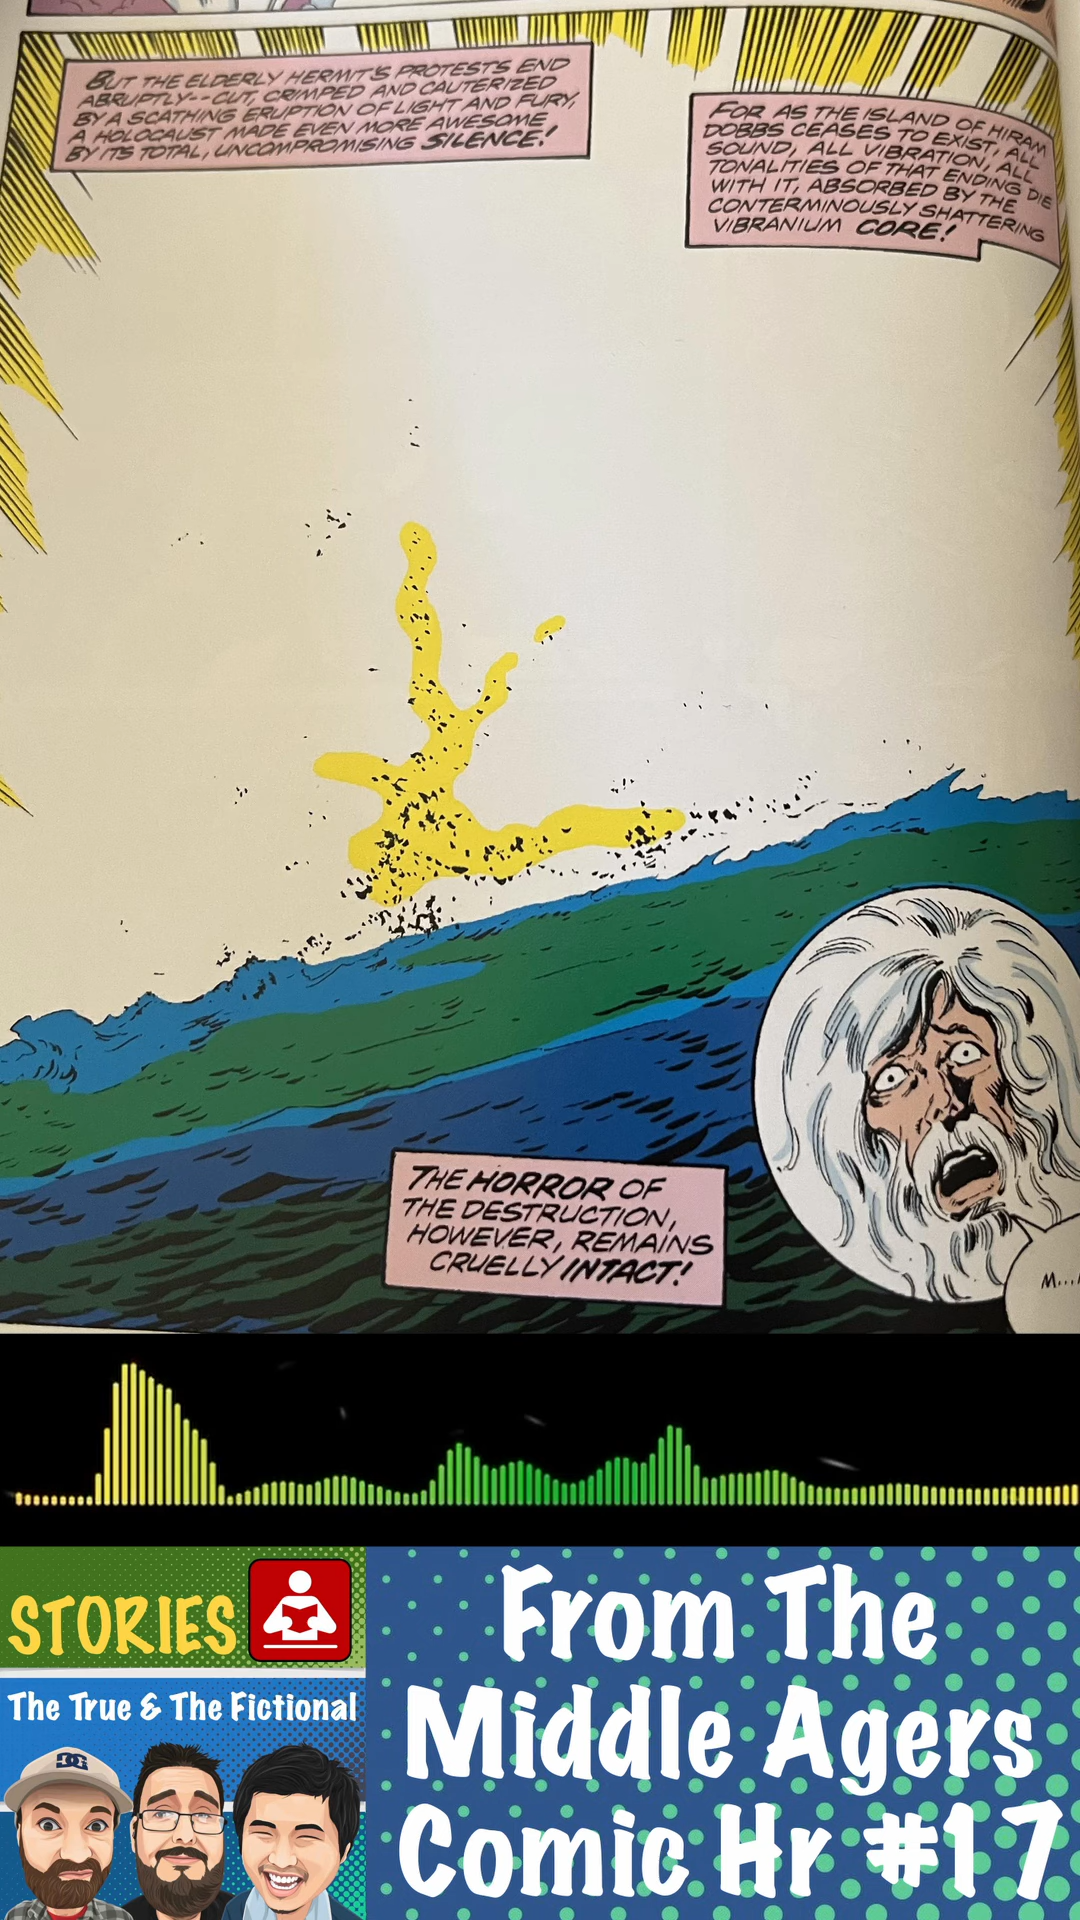 BUT THE ELDERLY HERMIT'S PROTESTS END
ABRUPTLY--CUT, CRIMPED AND CAUTERIZED
BY A SCATHING ERUPTION OF LIGHT AND FURY,
A HOLOCAUST MADE EVEN MORE AWESOME
BY ITS TOTAL, UNCOMPROMISING SILENCE!
FOR AS THE ISLAND OF HIRAM
DOBBS CEASES TO EXIST, ALL
SOUND, ALL VIBRATION, ALL
TONALITIES OF THAT ENDING DIE
WITH IT, ABSORBED BY THE
CONTERMINOUSLY SHATTERING
VIBRANIUM CORE!
THE HORROR OF
THE DESTRUCTION,
HOWEVER, REMAINS
CRUELLY INTACT!
M....
STORIES
The True & The Fictional
DC
From The
Middle Agers
Comic Hr #17